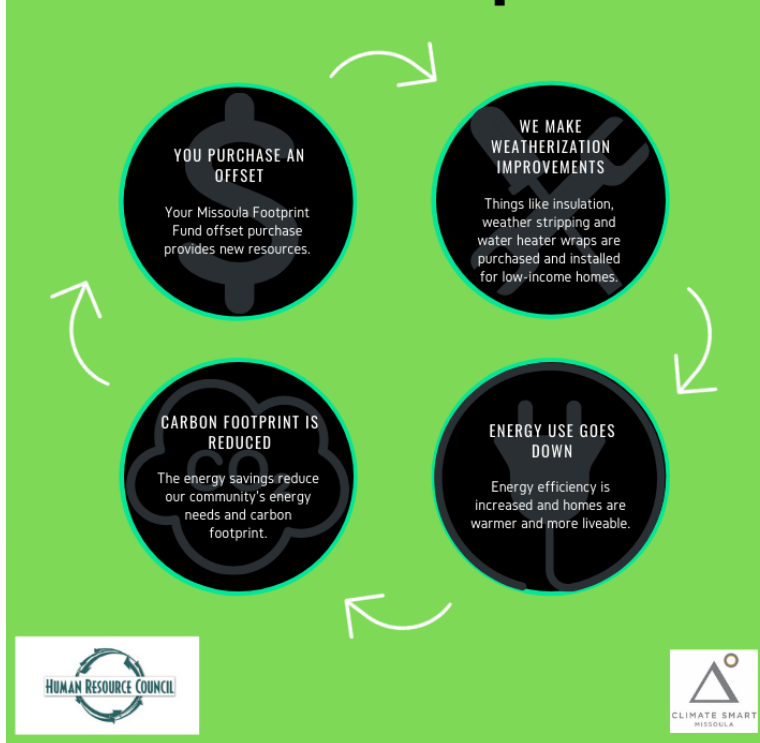 YOU PURCHASE AN
OFFSET
Your Missoula Footprint
Fund offset purchase
provides new resources.
WE MAKE
WEATHERIZATION
IMPROVEMENTS
Things like insulation,
weather stripping and
water heater wraps are
purchased and installed
for low-income homes.
CARBON FOOTPRINT IS
REDUCED
CO2
The energy savings reduce
our community's energy
needs and carbon
footprint.
ENERGY USE GOES
DOWN
Energy efficiency is
increased and homes are
warmer and more liveable.
HUMAN RESOURCE COUNCIL
CLIMATE SMART
MISSOULA